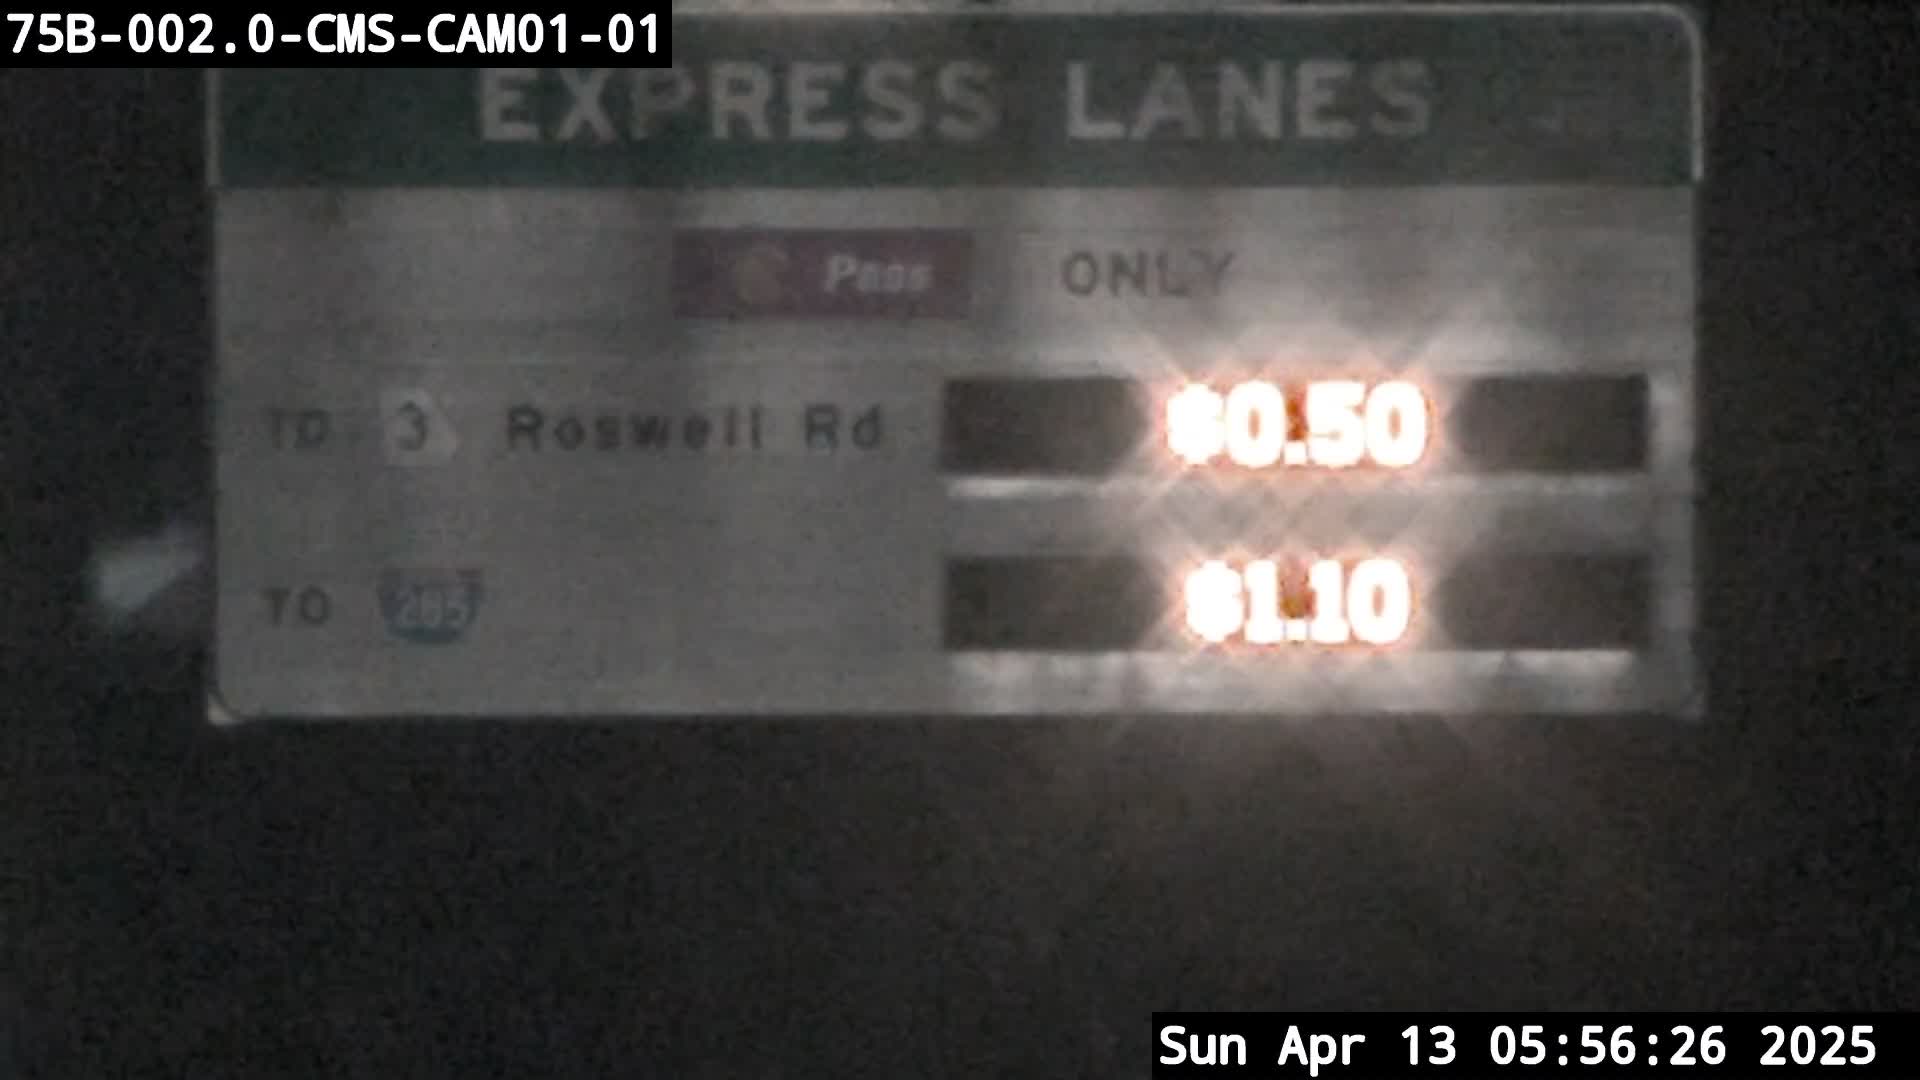 75B-002.0-CMS-CAM01-01
EXPRESS LANES
Pass ONLY
TO 3 Roswell Rd $0.50
TO 285 $1.10
Sun Apr 13 05:56:26 2025